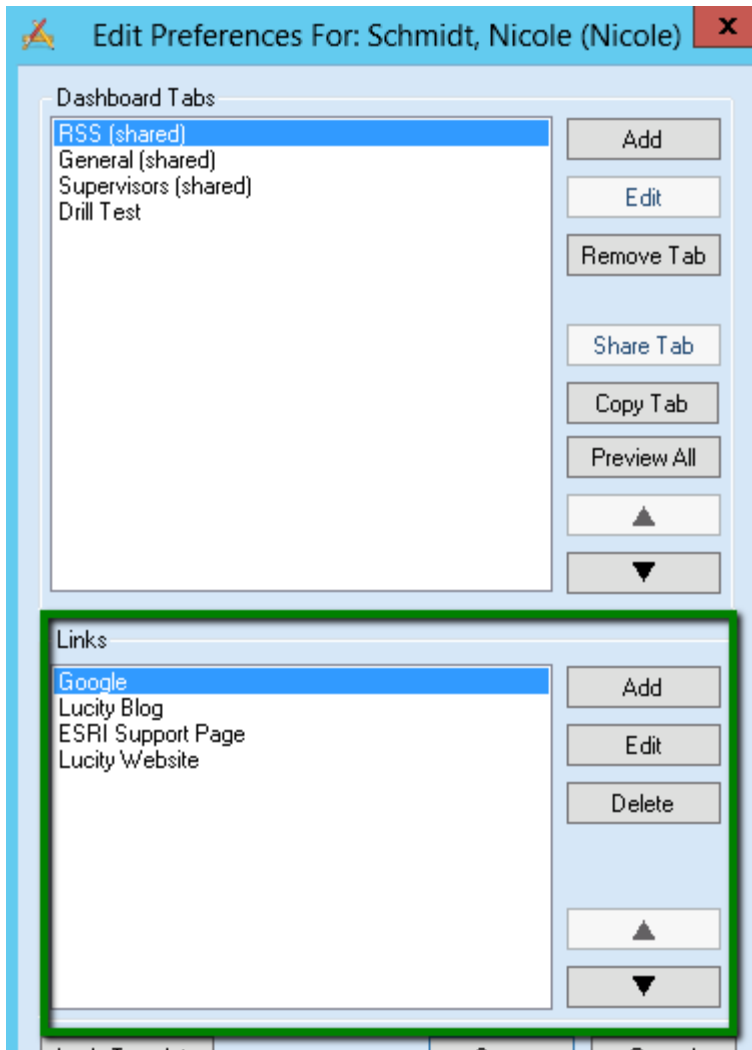 Edit Preferences For: Schmidt, Nicole (Nicole)
x
Dashboard Tabs
RSS (shared)
General (shared)
Supervisors (shared)
Drill Test
Add
Edit
Remove Tab
Share Tab
Copy Tab
Preview All
Links
Google
Lucity Blog
ESRI Support Page
Lucity Website
Add
Edit
Delete